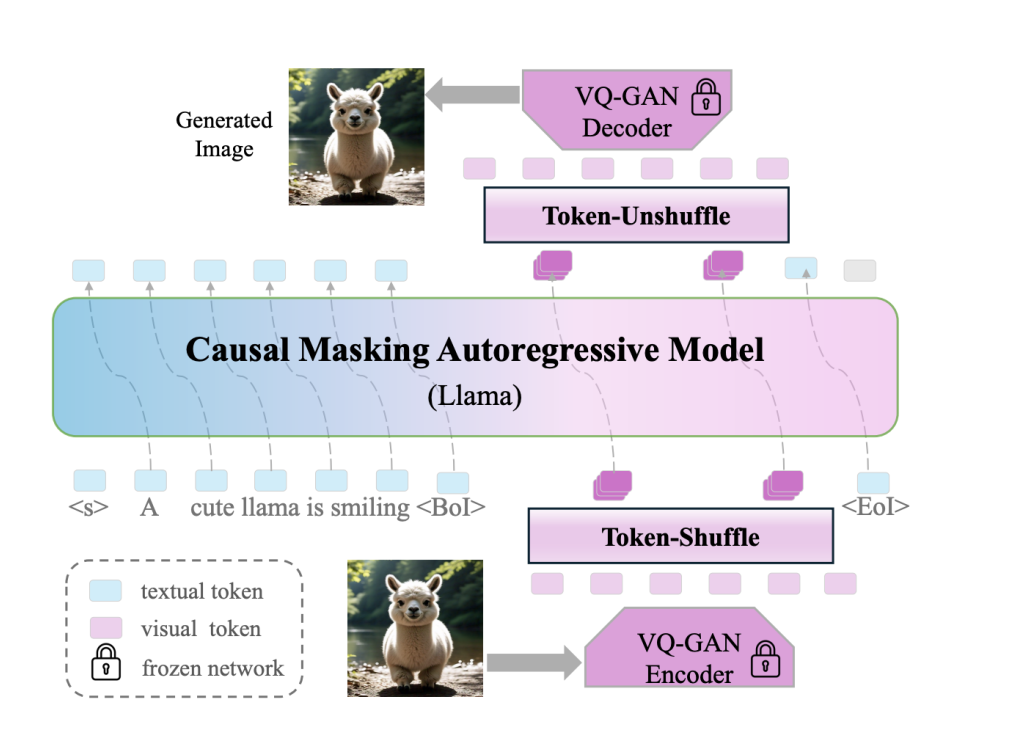 VQ-GAN
Decoder
Generated
Image
Token-Unshuffle
Causal Masking Autoregressive Model
(Llama)
<s> A cute llama is smiling <BoI> <EoI>
Token-Shuffle
textual token
visual token
frozen network
VQ-GAN
Encoder